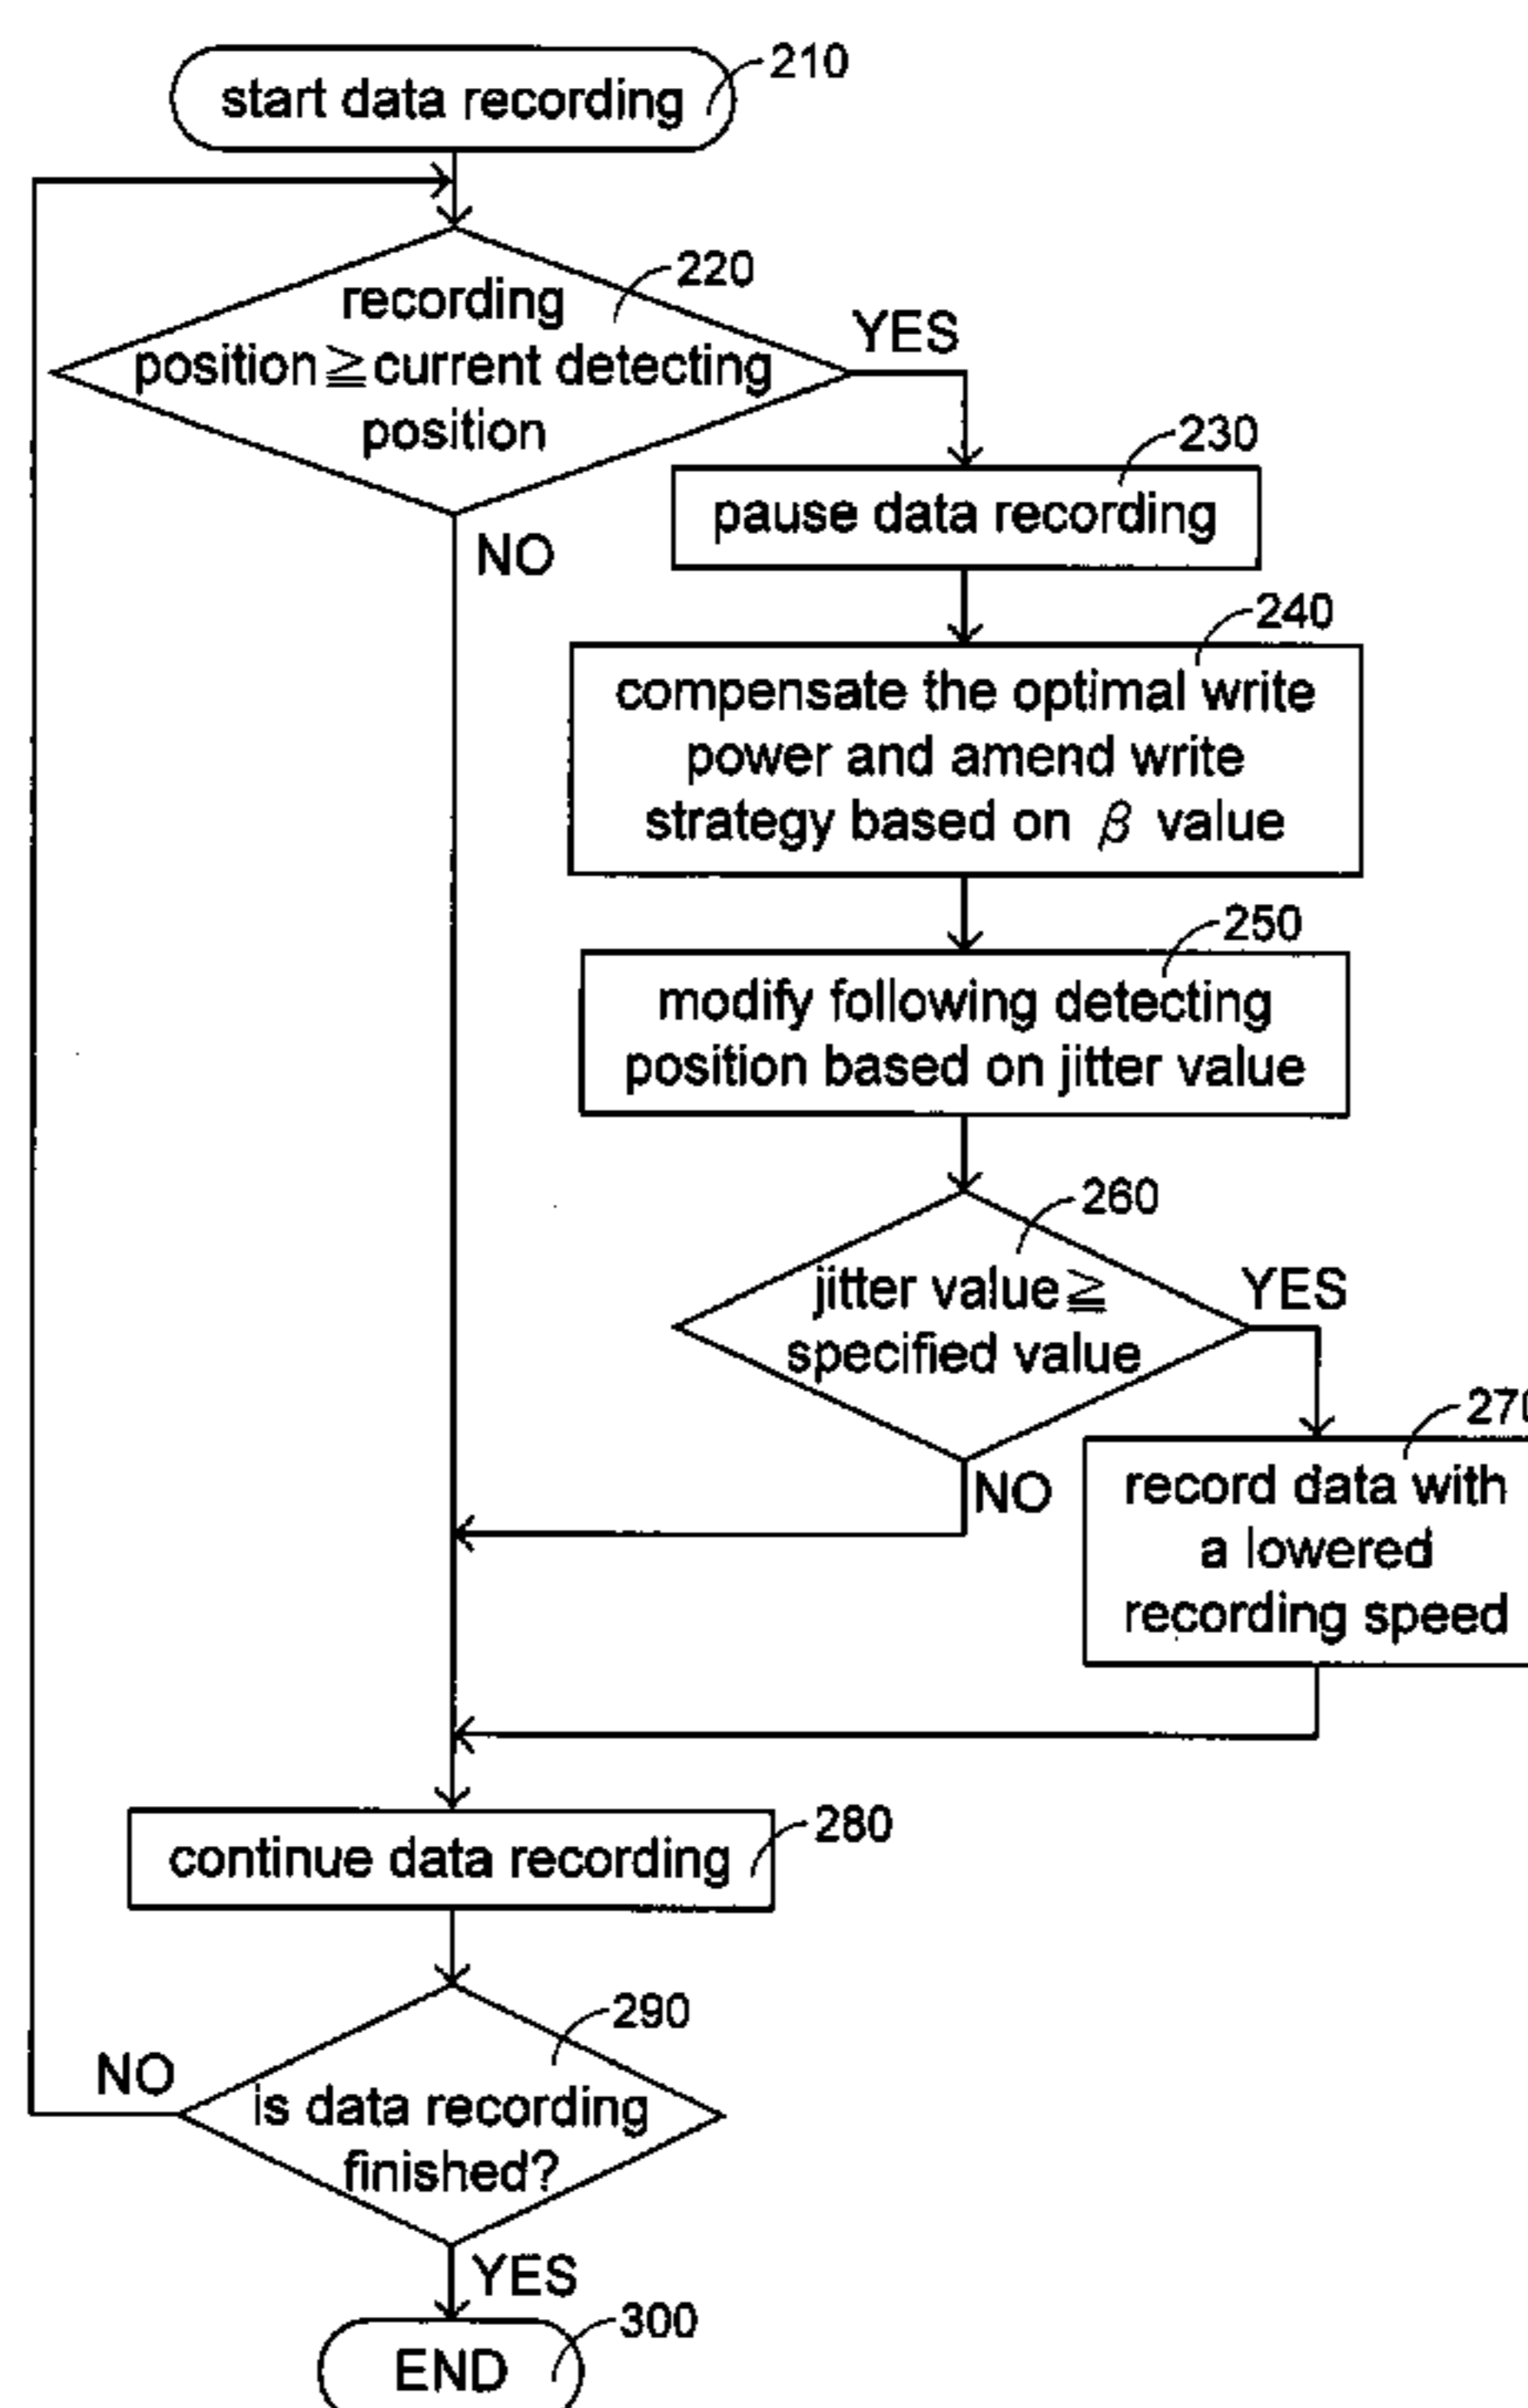 210
start data recording
220
recording
position≧current detecting
position
YES
NO
230
pause data recording
240
compensate the optimal write
power and amend write
strategy based on β value
250
modify following detecting
position based on jitter value
260
jitter value≧
specified value
YES
NO
270
record data with
a lowered
recording speed
280
continue data recording
290
is data recording
finished?
NO
YES
300
END